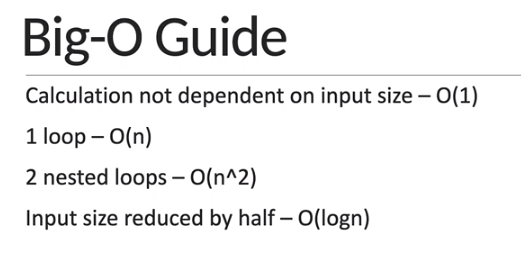 Big-O Guide
Calculation not dependent on input size – O(1)
1 loop – O(n)
2 nested loops – O(n^2)
Input size reduced by half – O(logn)